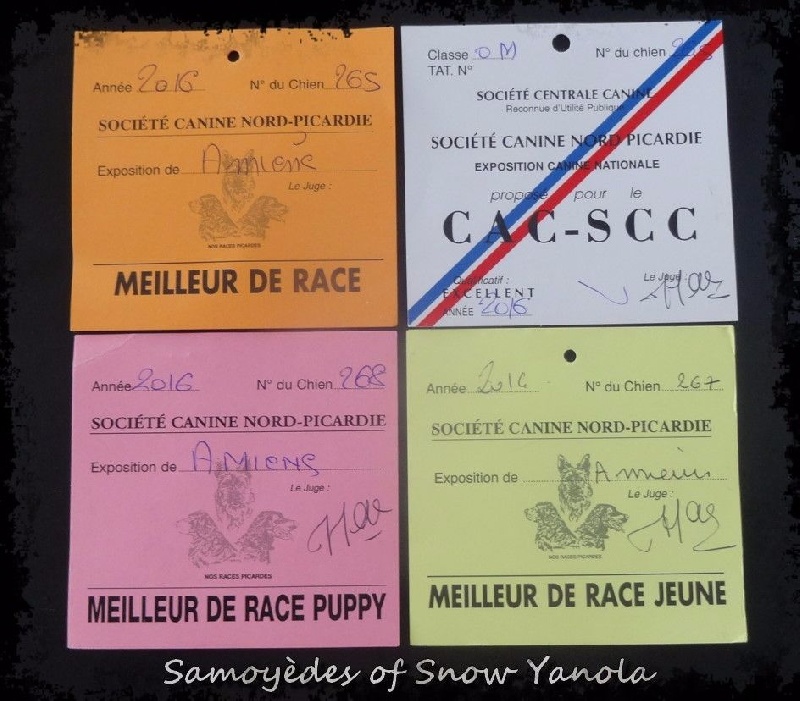 Année 2016 N° du Chien 265
SOCIÉTÉ CANINE NORD-PICARDIE
Exposition de Amiens
Le Juge :
NOS RACES PICARDES
MEILLEUR DE RACE
Classe OM N° du chien
TAT. N°
SOCIÉTÉ CENTRALE CANINE
Reconnue d'Utilité Publique
SOCIÉTÉ CANINE NORD PICARDIE
EXPOSITION CANINE NATIONALE
proposé pour le
CAC-SCC
Qualificatif : Le Juge :
EXCELLENT
ANNÉE 2016
Année 2016 N° du Chien 268
SOCIÉTÉ CANINE NORD-PICARDIE
Exposition de AMIENS
Le Juge :
NOS RACES PICARDES
MEILLEUR DE RACE PUPPY
Année 2016 N° du Chien 267
SOCIÉTÉ CANINE NORD-PICARDIE
Exposition de Amiens
Le Juge :
NOS RACES PICARDES
MEILLEUR DE RACE JEUNE
Samoyèdes of Snow Yanola